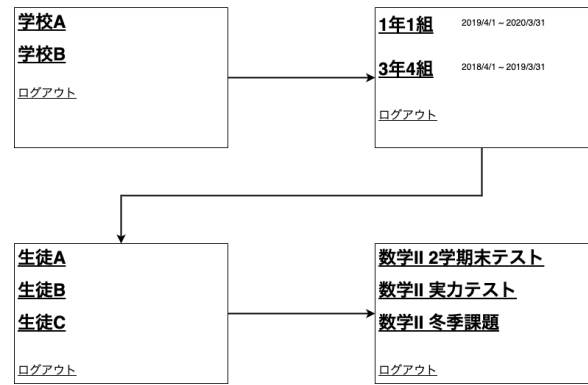 学校A
学校B
ログアウト
1年1組 2019/4/1 ~ 2020/3/31
3年4組 2018/4/1 ~ 2019/3/31
ログアウト
生徒A
生徒B
生徒C
ログアウト
数学II 2学期末テスト
数学II 実力テスト
数学II 冬季課題
ログアウト